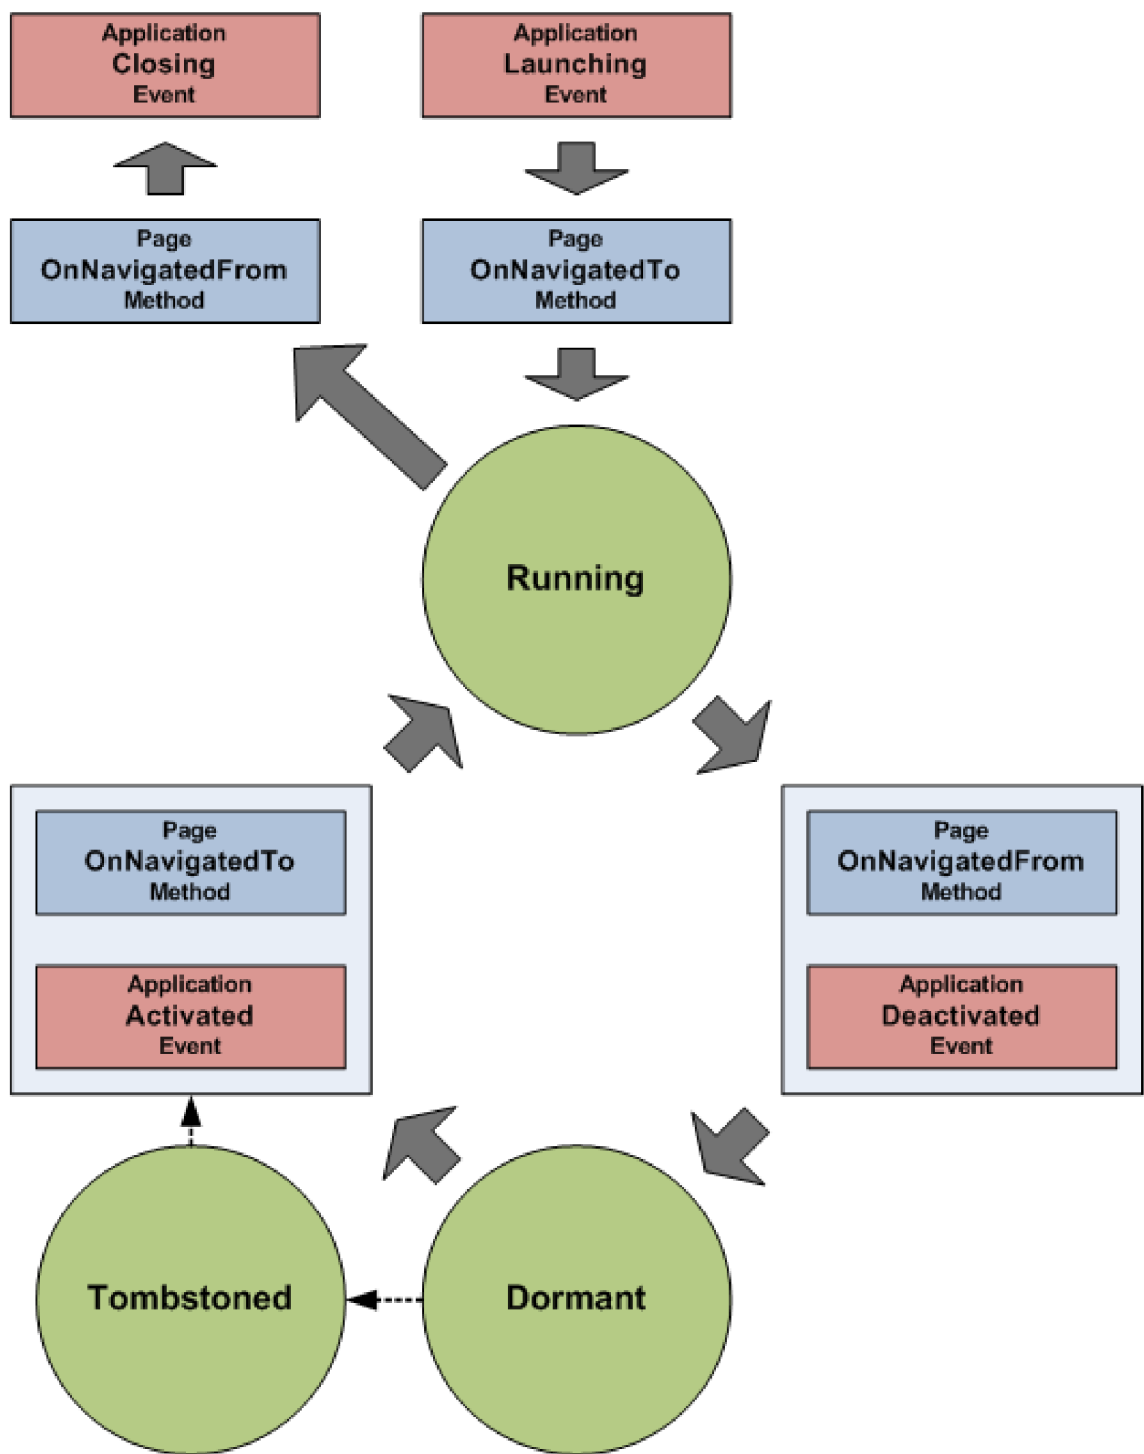 Application
Closing
Event
Application
Launching
Event
Page
OnNavigatedFrom
Method
Page
OnNavigatedTo
Method
Running
Page
OnNavigatedTo
Method
Application
Activated
Event
Page
OnNavigatedFrom
Method
Application
Deactivated
Event
Tombstoned
Dormant